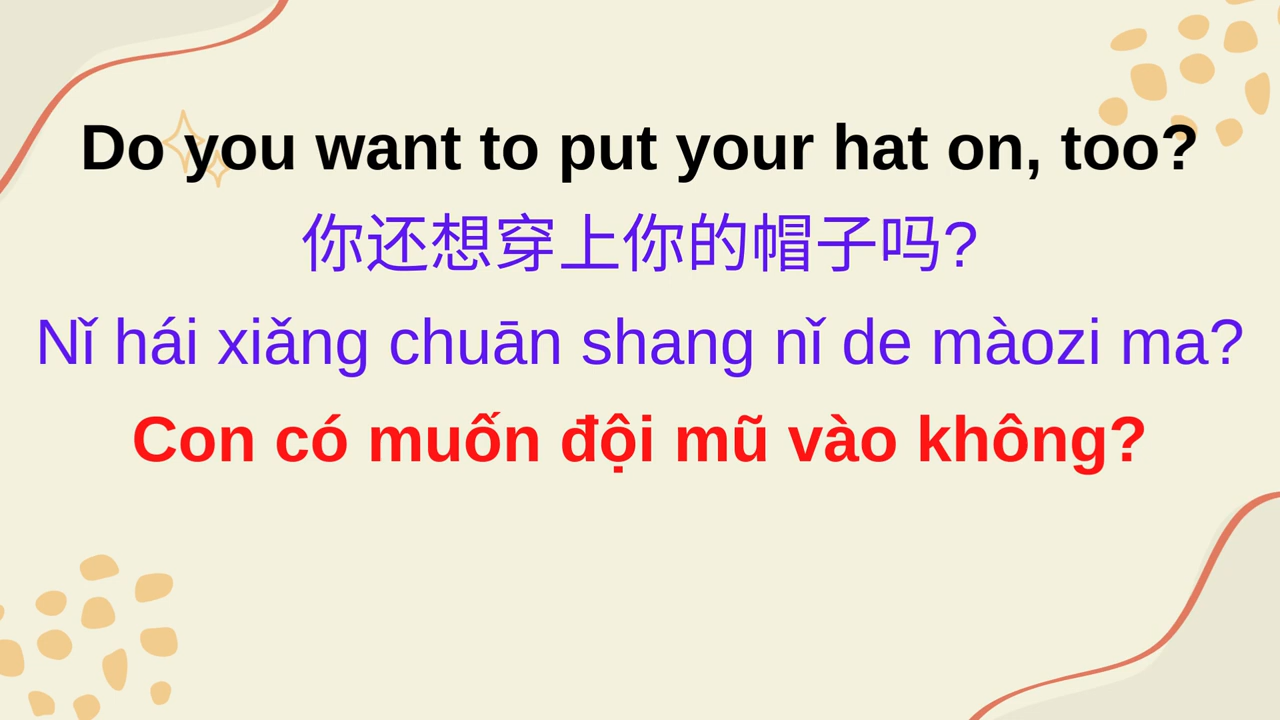 Do you want to put your hat on, too?
你还想穿上你的帽子吗?
Nǐ hái xiǎng chuān shang nǐ de màozi ma?
Con có muốn đội mũ vào không?